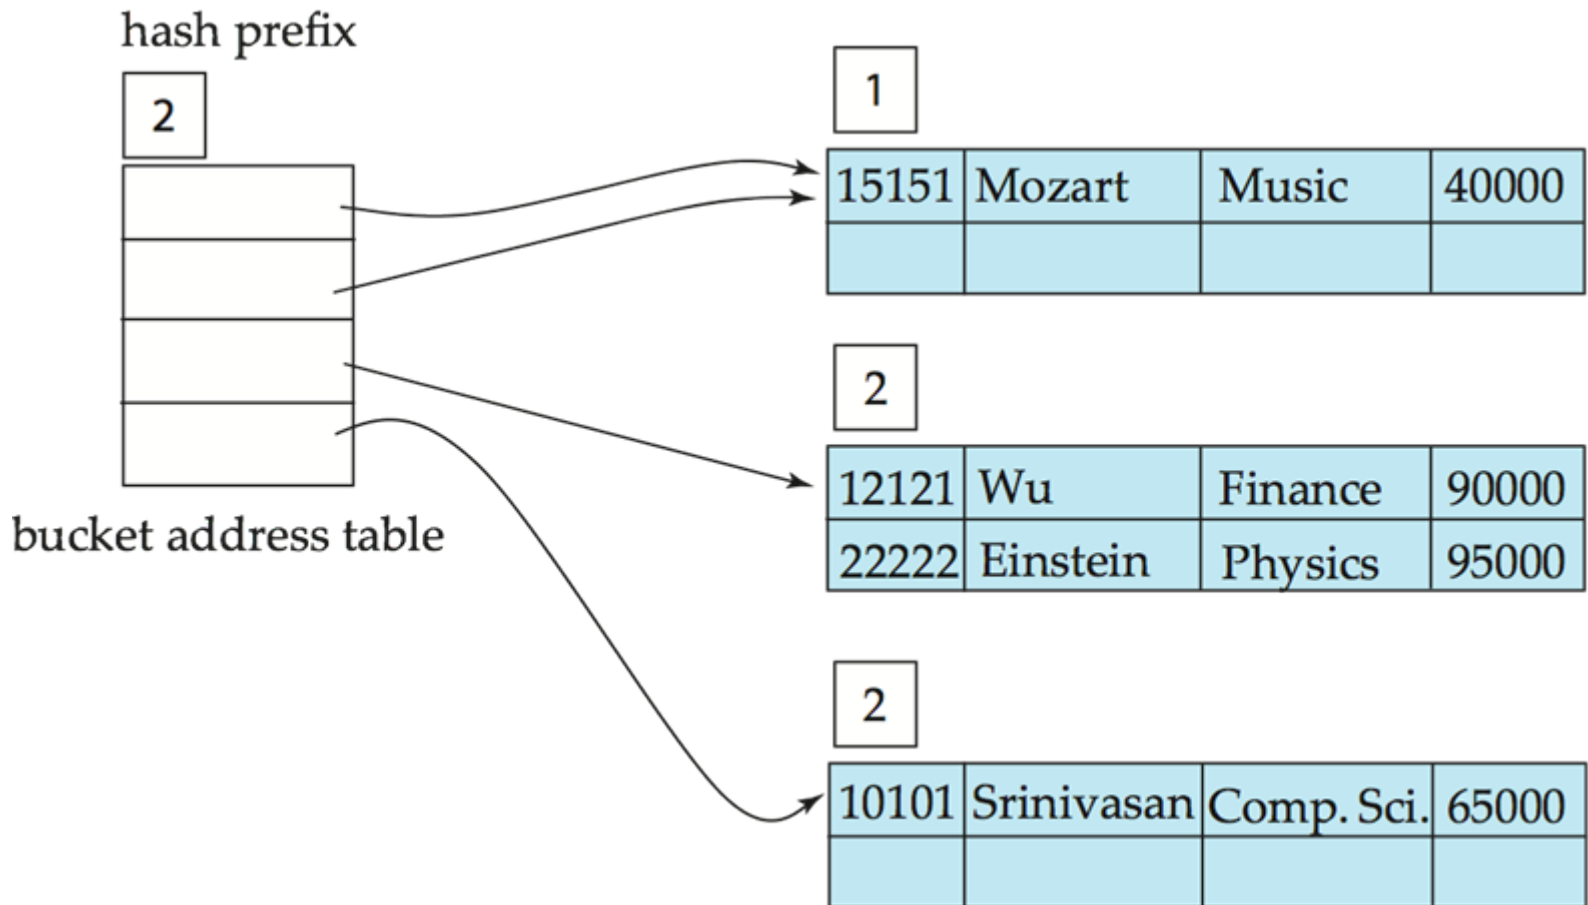 hash prefix
2
bucket address table
1
15151 Mozart Music 40000
2
12121 Wu Finance 90000
22222 Einstein Physics 95000
2
10101 Srinivasan Comp. Sci. 65000